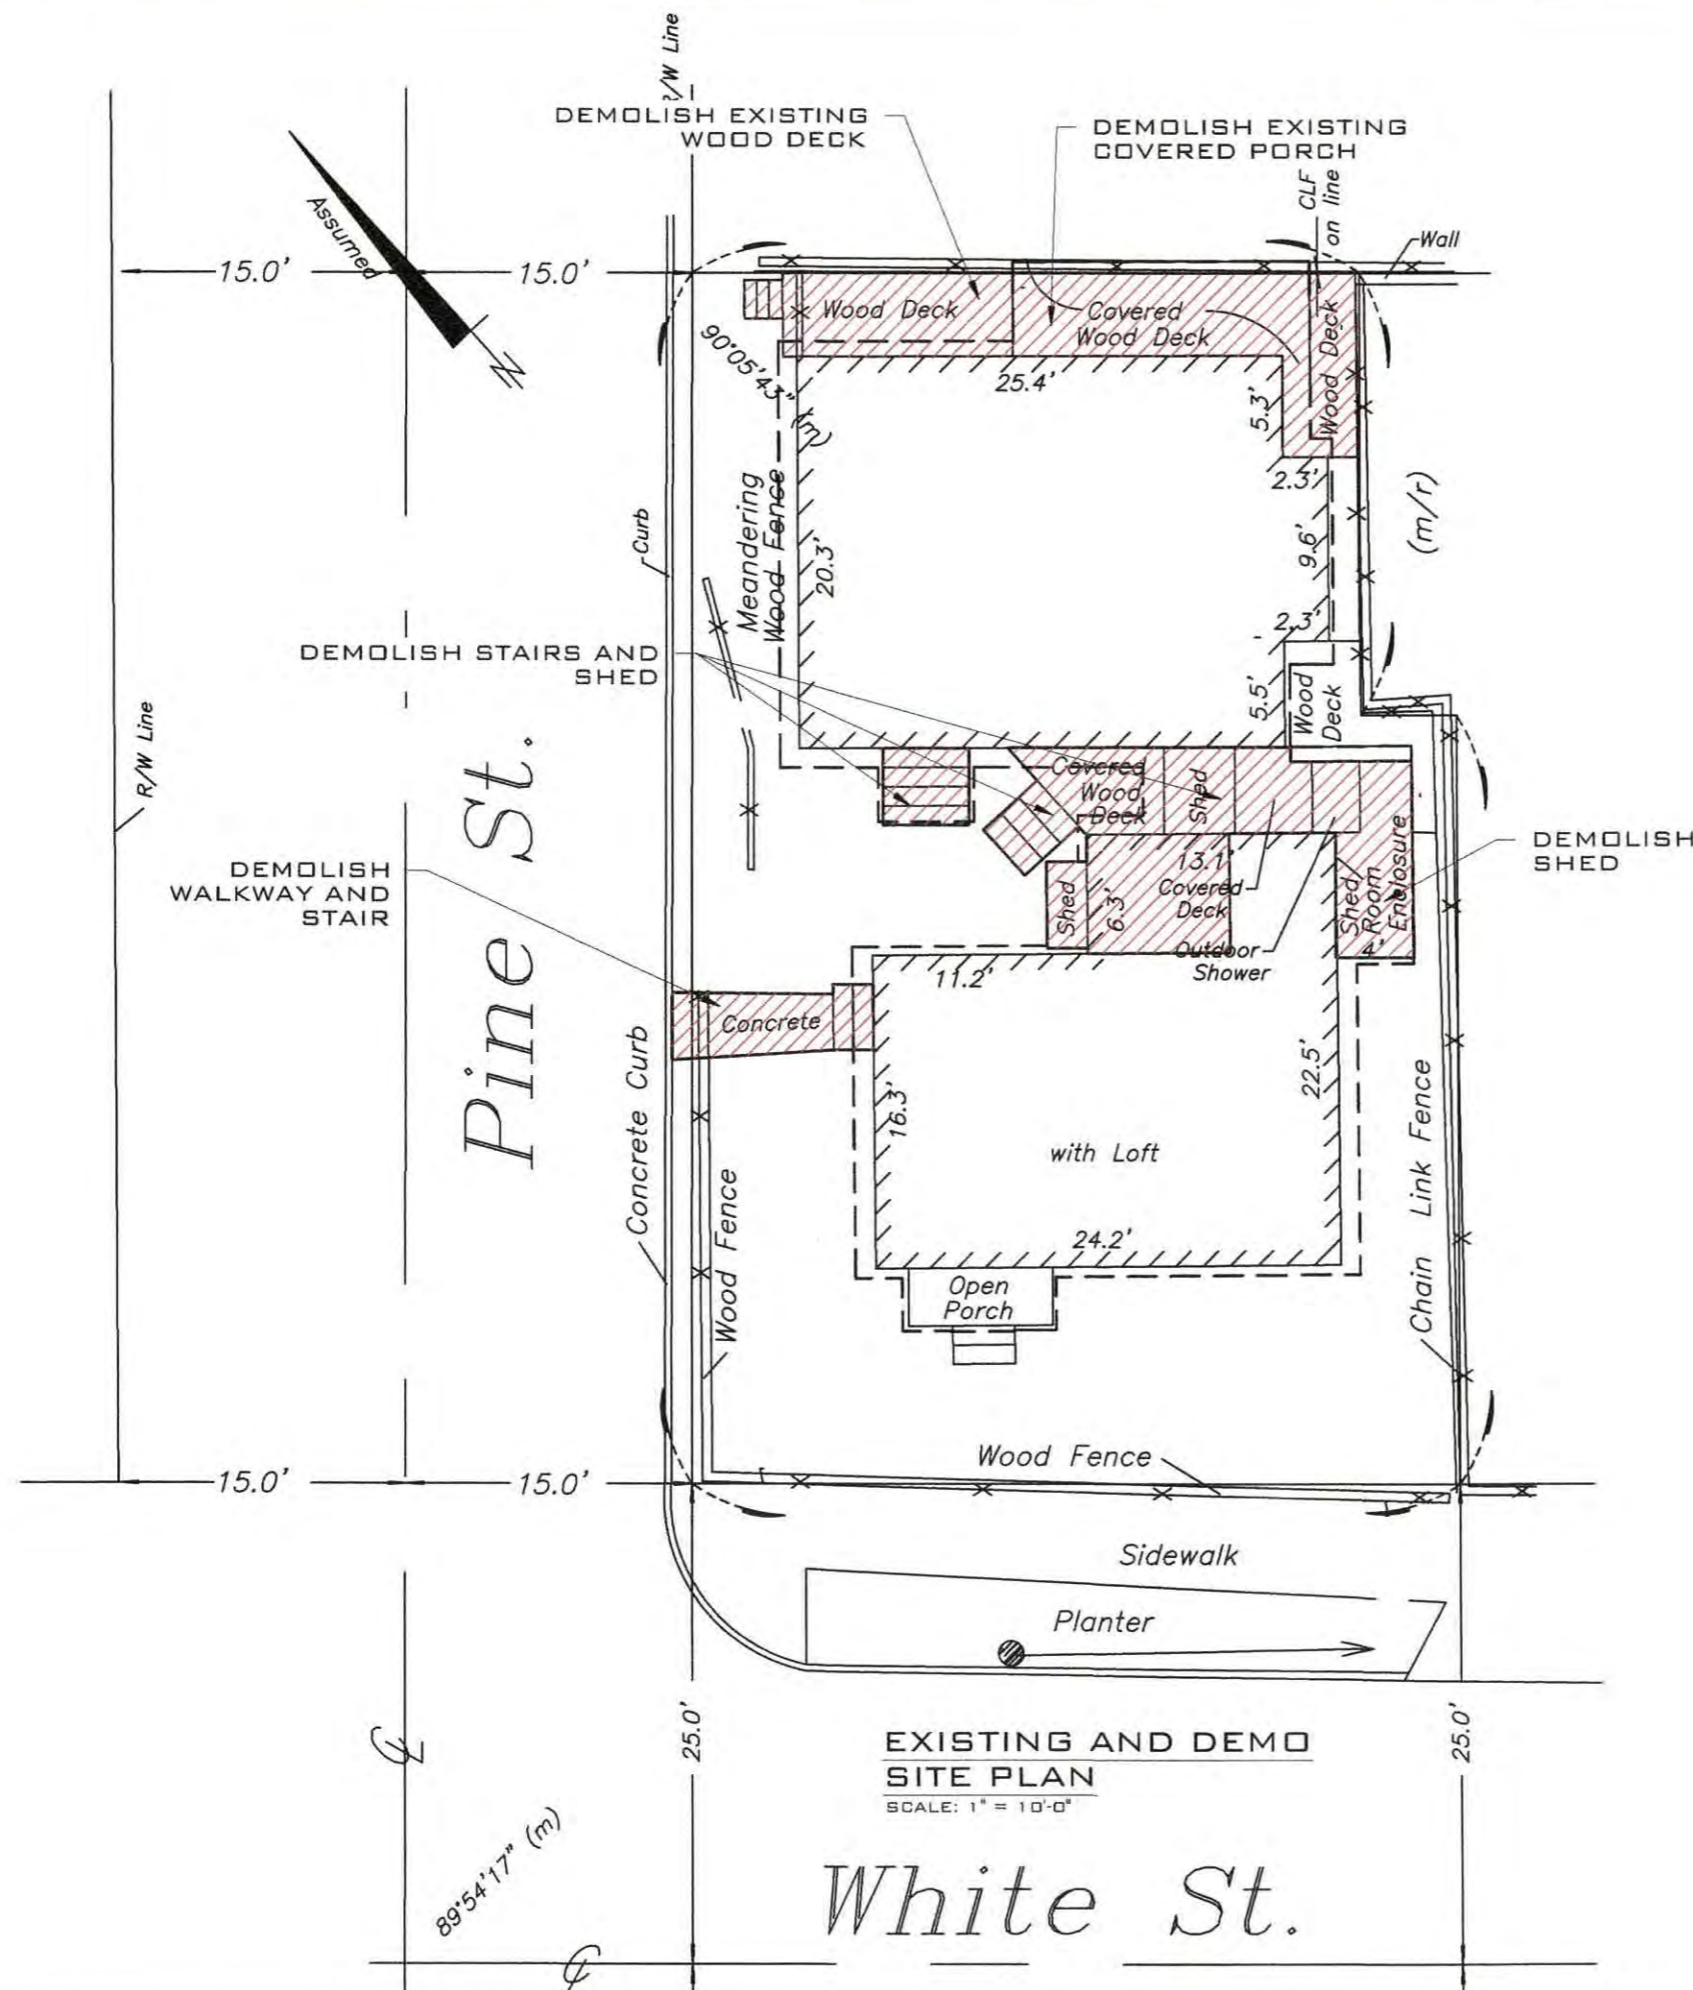 R/W Line
DEMOLISH EXISTING
WOOD DECK
DEMOLISH EXISTING
COVERED PORCH
CLF
on line
Wall
Assumed
N
15.0'
15.0'
Wood Deck
Covered
Wood Deck
Wood Deck
90°05'43" (m)
25.4'
5.3'
2.3'
Curb
Meandering
Wood Fence
20.3'
9.6'
(m/r)
2.3'
DEMOLISH STAIRS AND
SHED
5.5'
Wood
Deck
R/W Line
Pine St.
Covered
Wood
Deck
Shed
DEMOLISH
SHED
DEMOLISH
WALKWAY AND
STAIR
13.1'
Covered
Deck
Shed
6.3'
Shed
Room
Enclosure
4'
Outdoor
Shower
11.2'
Concrete
Concrete Curb
16.3'
22.5'
with Loft
Wood Fence
Chain Link Fence
24.2'
Open
Porch
Wood Fence
15.0'
15.0'
Sidewalk
Planter
25.0'
25.0'
EXISTING AND DEMO
SITE PLAN
SCALE: 1" = 10'-0"
89°54'17" (m)
White St.